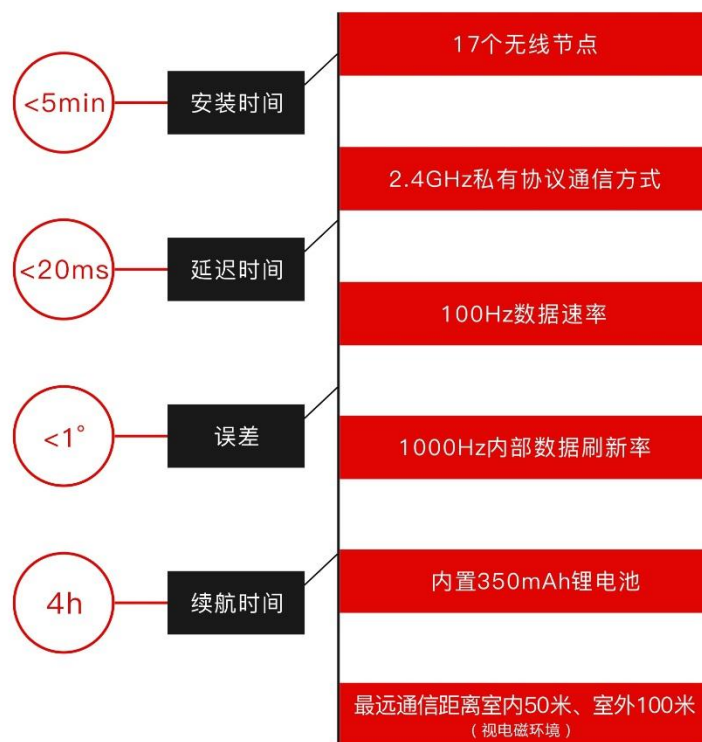 <5min
安装时间
<20ms
延迟时间
<1°
误差
4h
续航时间
17个无线节点
2.4GHz私有协议通信方式
100Hz数据速率
1000Hz内部数据刷新率
内置350mAh锂电池
最远通信距离室内50米、室外100米
（视电磁环境）